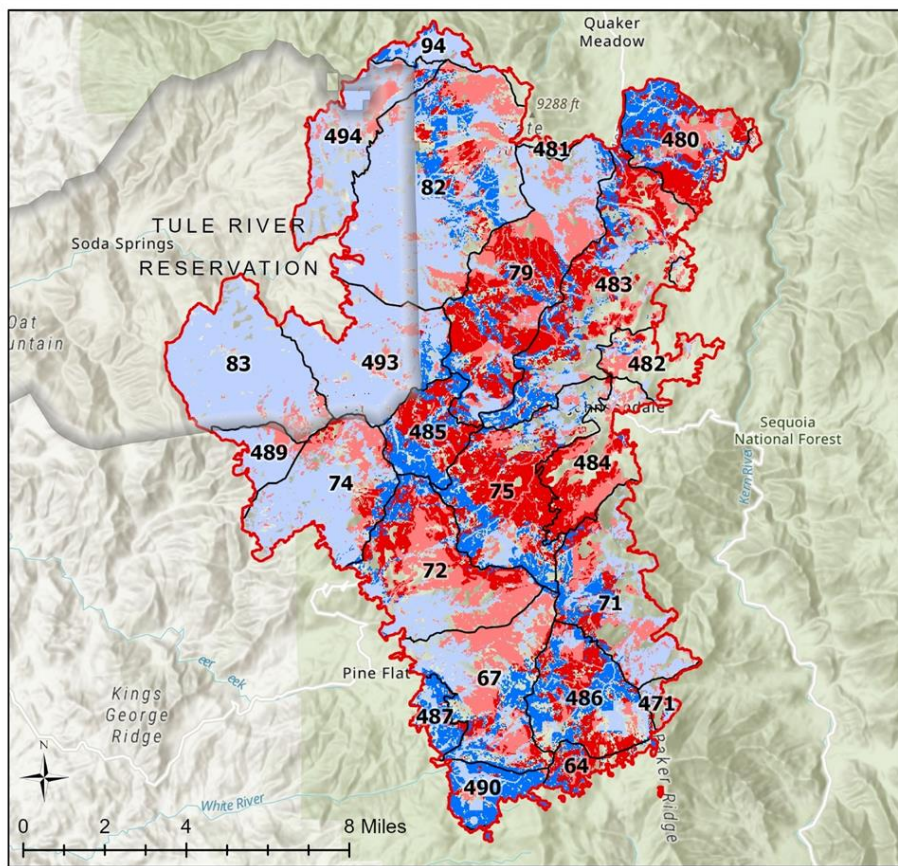 Quaker
Meadow
94
9288 ft
494
481
480
82
TULE RIVER
Soda Springs
RESERVATION
79
483
83
493
482
Sequoia
National Forest
485
489
484
74
75
Kern River
72
71
Pine Flat
67
Kings
George
Ridge
486
471
487
64
490
Baker Ridge
White River
N
0 2 4 8 Miles